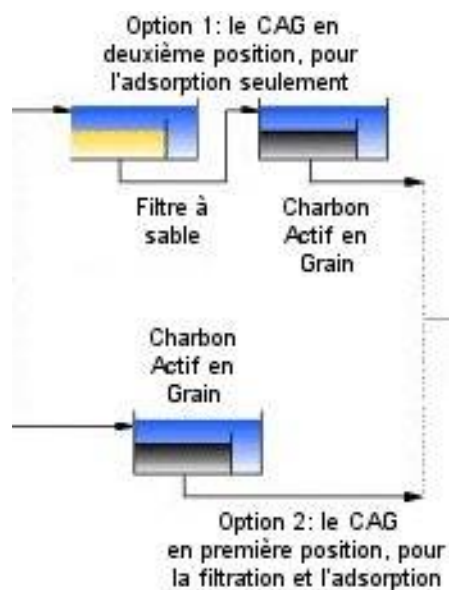 Option 1: le CAG en
deuxième position, pour
l'adsorption seulement
Filtre à
sable
Charbon
Actif en
Grain
Charbon
Actif en
Grain
Option 2: le CAG
en première position, pour
la filtration et l'adsorption